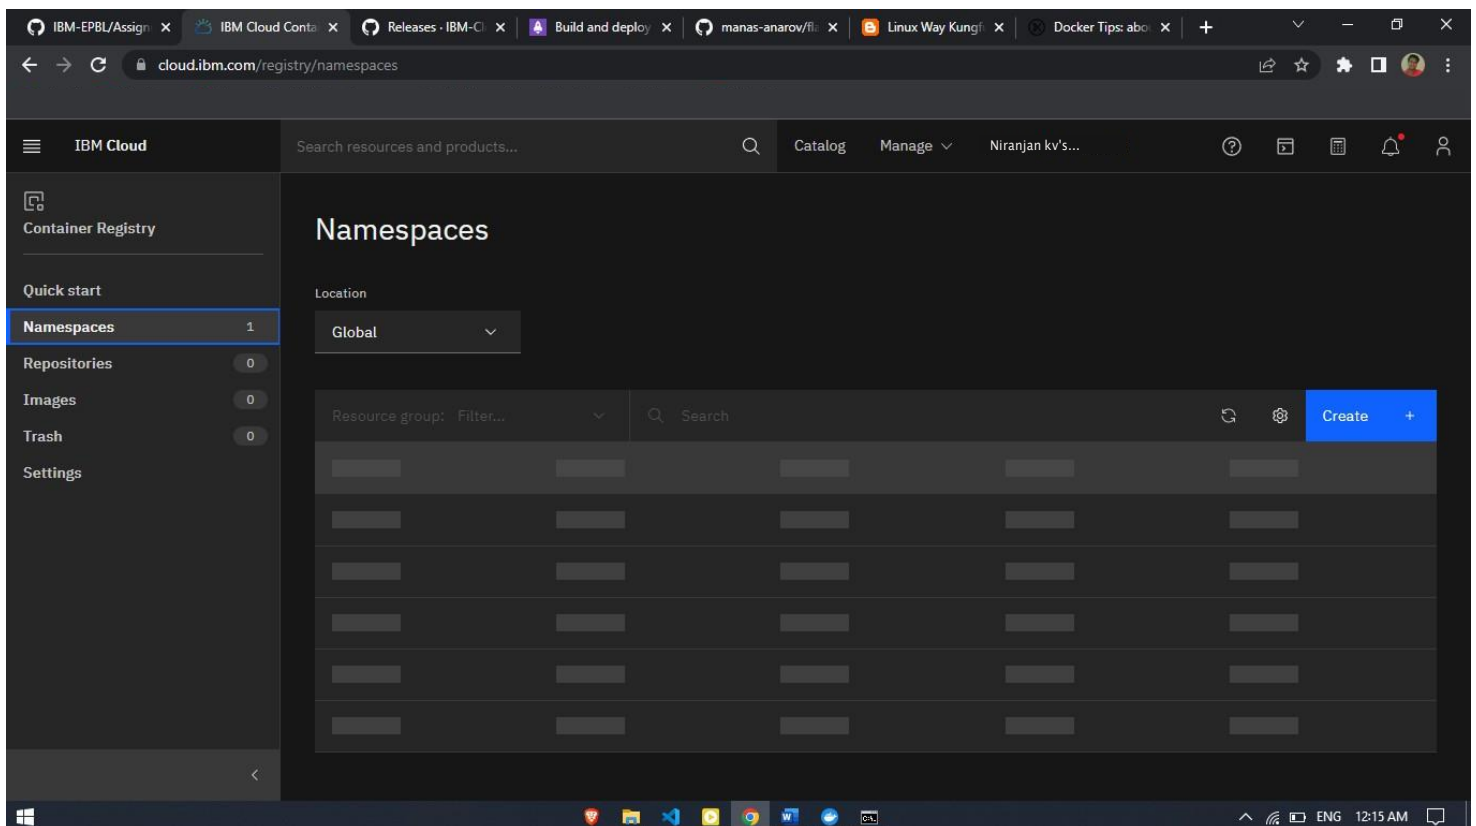 IBM-EPBL/Assign
IBM Cloud Conta
Releases · IBM-Cl
Build and deploy
manas-anarov/fla
Linux Way Kungf
Docker Tips: abo
cloud.ibm.com/registry/namespaces
IBM Cloud
Search resources and products...
Catalog
Manage
Niranjan kv's...
Container Registry
Quick start
Namespaces 1
Repositories 0
Images 0
Trash 0
Settings
Namespaces
Location
Global
Resource group: Filter...
Search
Create +
ENG 12:15 AM